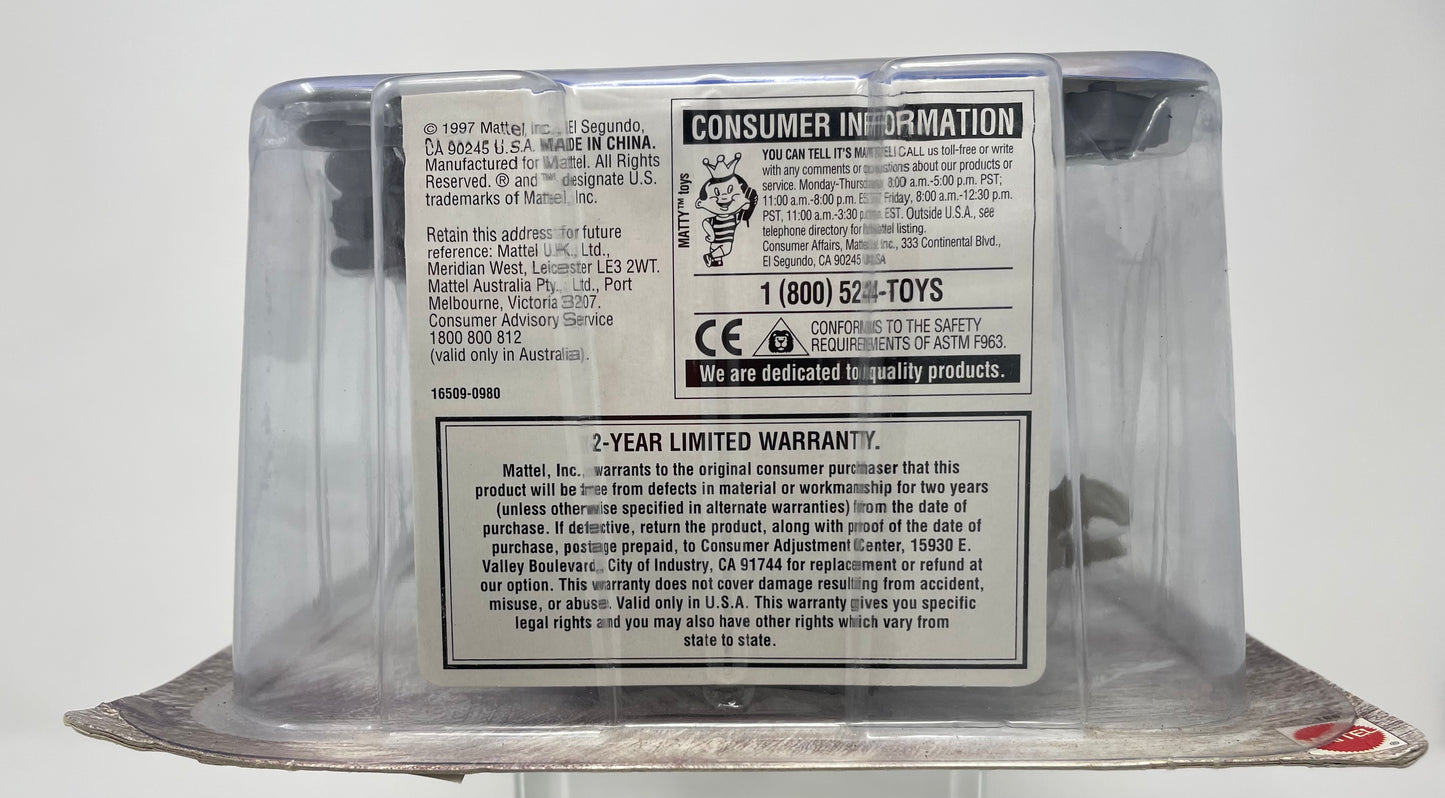 © 1997 Mattel, Inc., El Segundo,
CA 90245 U.S.A. MADE IN CHINA.
Manufactured for Mattel. All Rights
Reserved. ® and ™ designate U.S.
trademarks of Mattel, Inc.
Retain this address for future
reference: Mattel U.K., Ltd.,
Meridian West, Leicester LE3 2WT.
Mattel Australia Pty., Ltd., Port
Melbourne, Victoria 3207.
Consumer Advisory Service
1800 800 812
(valid only in Australia).
16509-0980
CONSUMER INFORMATION
MATTY™ toys
YOU CAN TELL IT'S MATTEL! CALL us toll-free or write
with any comments or questions about our products or
service. Monday-Thursday 8:00 a.m.-5:00 p.m. PST;
11:00 a.m.-8:00 p.m. EST. Friday, 8:00 a.m.-12:30 p.m.
PST, 11:00 a.m.-3:30 p.m. EST. Outside U.S.A., see
telephone directory for Mattel listing.
Consumer Affairs, Mattel, Inc., 333 Continental Blvd.,
El Segundo, CA 90245 USA
1 (800) 524-TOYS
CE
CONFORMS TO THE SAFETY
REQUIREMENTS OF ASTM F963.
We are dedicated to quality products.
2-YEAR LIMITED WARRANTY.
Mattel, Inc., warrants to the original consumer purchaser that this
product will be free from defects in material or workmanship for two years
(unless otherwise specified in alternate warranties) from the date of
purchase. If defective, return the product, along with proof of the date of
purchase, postage prepaid, to Consumer Adjustment Center, 15930 E.
Valley Boulevard, City of Industry, CA 91744 for replacement or refund at
our option. This warranty does not cover damage resulting from accident,
misuse, or abuse. Valid only in U.S.A. This warranty gives you specific
legal rights and you may also have other rights which vary from
state to state.